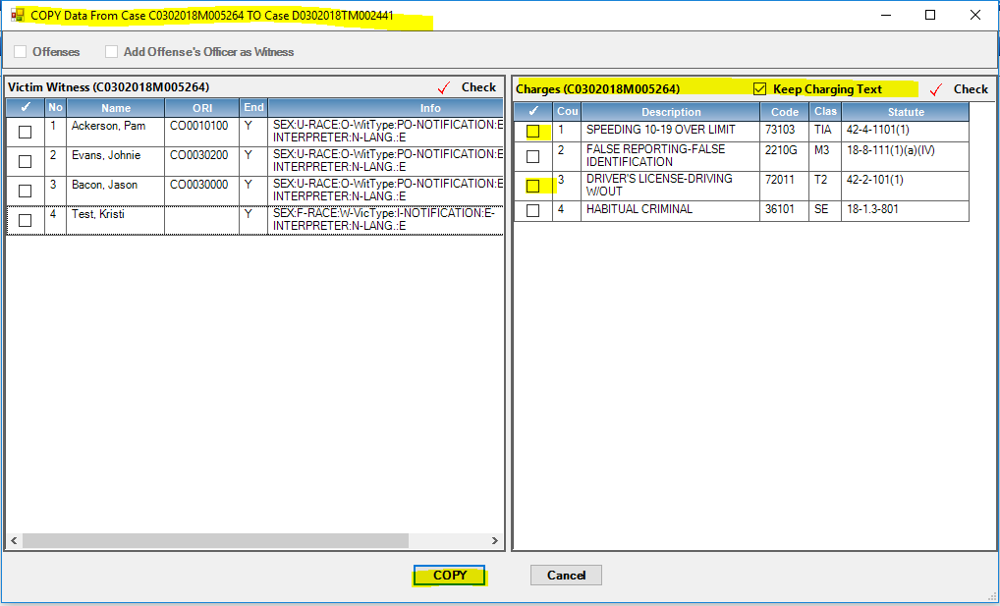 COPY Data From Case C0302018M005264 TO Case D0302018TM002441
Offenses Add Offense's Officer as Witness
Victim Witness (C0302018M005264) Check
No Name ORI End Info
1 Ackerson, Pam CO0010100 Y SEX:U-RACE:O-WitType:PO-NOTIFICATION:E
INTERPRETER:N-LANG.:E
2 Evans, Johnie CO0030200 Y SEX:U-RACE:O-WitType:PO-NOTIFICATION:E
INTERPRETER:N-LANG.:E
3 Bacon, Jason CO0030000 Y SEX:U-RACE:O-WitType:PO-NOTIFICATION:E
INTERPRETER:N-LANG.:E
4 Test, Kristi Y SEX:F-RACE:W-VicType:I-NOTIFICATION:E-
INTERPRETER:N-LANG.:E
Charges (C0302018M005264) Keep Charging Text Check
Cou Description Code Clas Statute
1 SPEEDING 10-19 OVER LIMIT 73103 TIA 42-4-1101(1)
2 FALSE REPORTING-FALSE 2210G M3 18-8-111(1)(a)(IV)
IDENTIFICATION
3 DRIVER'S LICENSE-DRIVING 72011 T2 42-2-101(1)
W/OUT
4 HABITUAL CRIMINAL 36101 SE 18-1.3-801
COPY Cancel